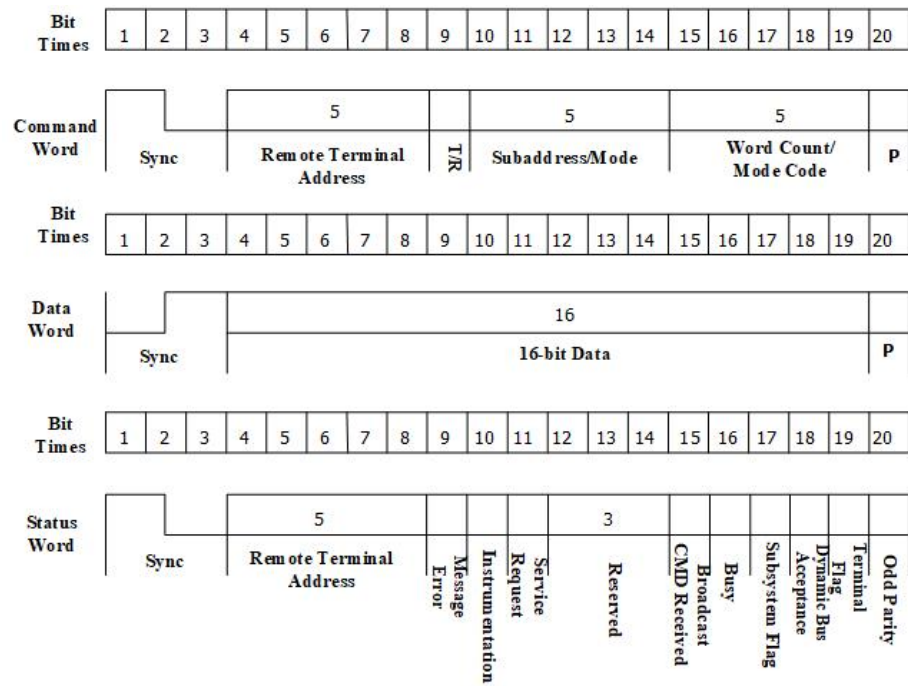 Bit
Times
1 2 3 4 5 6 7 8 9 10 11 12 13 14 15 16 17 18 19 20
Command
Word
5 5 5
Sync
Remote Terminal
Address
T/R
Subaddress/Mode
Word Count/
Mode Code
P
Bit
Times
1 2 3 4 5 6 7 8 9 10 11 12 13 14 15 16 17 18 19 20
Data
Word
16
Sync
16-bit Data
P
Bit
Times
1 2 3 4 5 6 7 8 9 10 11 12 13 14 15 16 17 18 19 20
Status
Word
5 3
Sync
Remote Terminal
Address
Message
Error
Instrumentation
Service
Request
Reserved
Broadcast
CMD Received
Busy
Subsystem Flag
Dynamic Bus
Acceptance
Terminal
Flag
Odd Parity